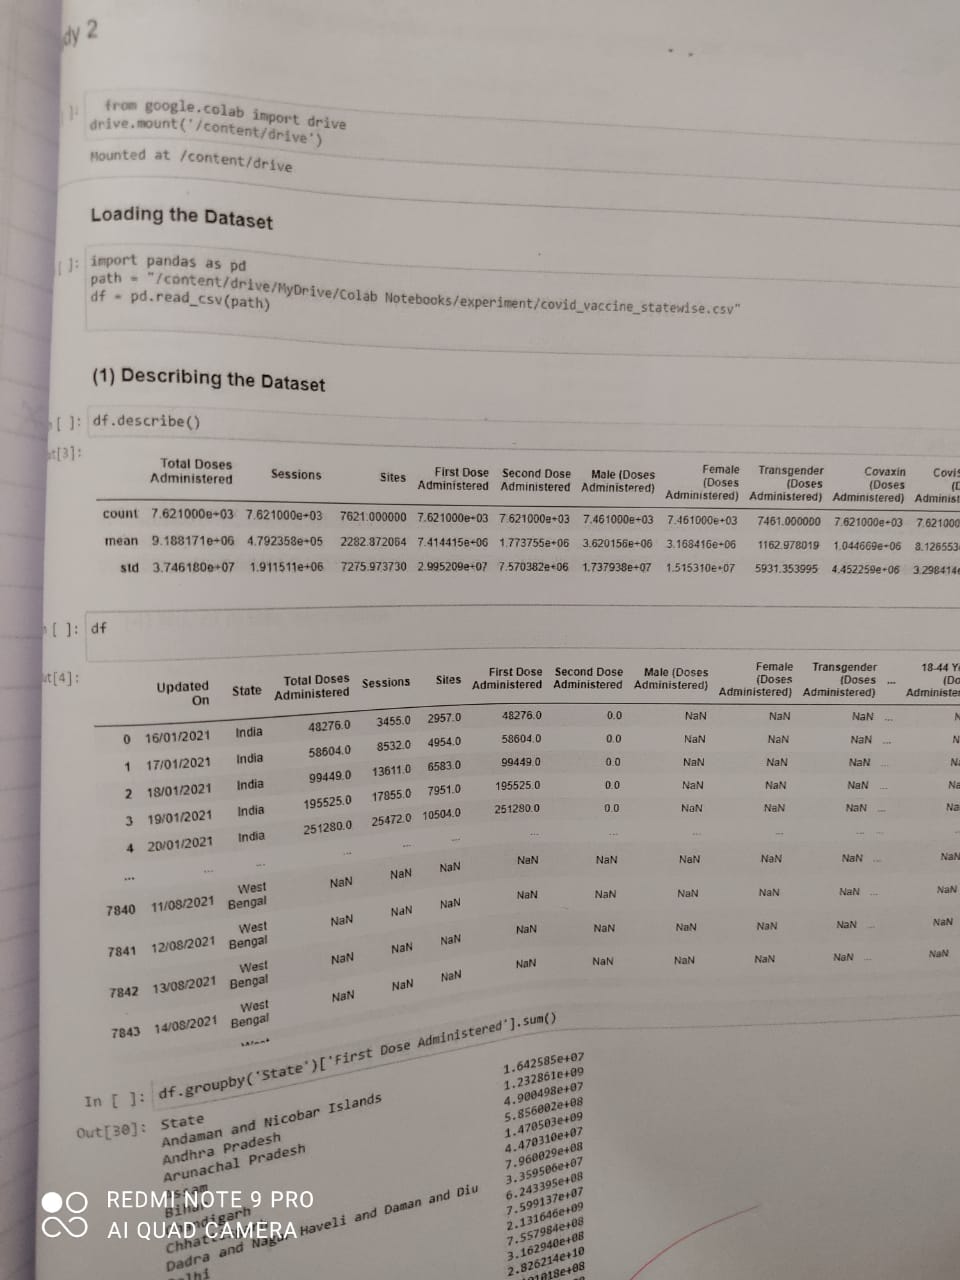 dy 2
]:
from google.colab import drive
drive.mount('/content/drive')
Mounted at /content/drive
Loading the Dataset
[ ]: import pandas as pd
path = "/content/drive/MyDrive/Colab Notebooks/experiment/covid_vaccine_statewise.csv"
df = pd.read_csv(path)
(1) Describing the Dataset
[ ]: df.describe()
t[3]:
Total Doses Administered Sessions Sites First Dose Administered Second Dose Administered Male (Doses Administered) Female (Doses Administered) Transgender (Doses Administered) Covaxin (Doses Administered)
count 7.621000e+03 7.621000e+03 7621.000000 7.621000e+03 7.621000e+03 7.461000e+03 7.461000e+03 7461.000000 7.621000e+03 7.621000
mean 9.188171e+06 4.792358e+05 2282.872064 7.414415e+06 1.773755e+06 3.620156e+06 3.168416e+06 1162.978019 1.044669e+06 8.126553
std 3.746180e+07 1.911511e+06 7275.973730 2.995209e+07 7.570382e+06 1.737938e+07 1.515310e+07 5931.353995 4.452259e+06 3.298414
[ ]: df
t[4]:
Updated On State Total Doses Administered Sessions Sites First Dose Administered Second Dose Administered Male (Doses Administered) Female (Doses Administered) Transgender (Doses Administered) ... 18-44
0 16/01/2021 India 48276.0 3455.0 2957.0 48276.0 0.0 NaN NaN NaN ...
1 17/01/2021 India 58604.0 8532.0 4954.0 58604.0 0.0 NaN NaN NaN ...
2 18/01/2021 India 99449.0 13611.0 6583.0 99449.0 0.0 NaN NaN NaN ...
3 19/01/2021 India 195525.0 17855.0 7951.0 195525.0 0.0 NaN NaN NaN ...
4 20/01/2021 India 251280.0 25472.0 10504.0 251280.0 0.0 NaN NaN NaN ...
... ... ... ... ... ... ... ... ... ... ...
7840 11/08/2021 West Bengal NaN NaN NaN NaN NaN NaN NaN NaN ... NaN
7841 12/08/2021 West Bengal NaN NaN NaN NaN NaN NaN NaN NaN ... NaN
7842 13/08/2021 West Bengal NaN NaN NaN NaN NaN NaN NaN NaN ... NaN
7843 14/08/2021 West Bengal NaN NaN NaN NaN NaN NaN NaN NaN ... NaN
In [ ]: df.groupby('State')['First Dose Administered'].sum()
Out[30]: State
Andaman and Nicobar Islands 1.642585e+07
Andhra Pradesh 1.232861e+09
Arunachal Pradesh 4.900498e+07
5.856002e+08
1.470503e+09
4.470310e+07
7.960029e+08
Dadra and Nagar Haveli and Daman and Diu 3.359506e+07
6.243395e+08
7.599137e+07
2.131646e+09
7.557984e+08
3.162940e+08
2.826214e+10
REDMI NOTE 9 PRO
AI QUAD CAMERA